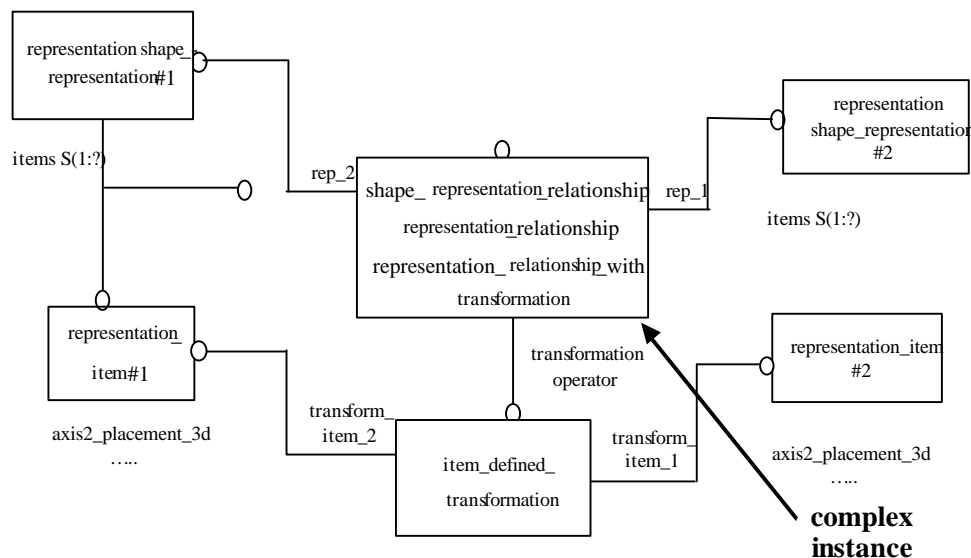 representation shape_
representation#1
items S(1:?)
rep_2
shape_ representation_relationship
representation_relationship
representation_ relationship_with
transformation
rep_1
representation
shape_representation
#2
items S(1:?)
representation_
item#1
axis2_placement_3d
.....
transform_
item_2
transformation
operator
item_defined_
transformation
transform_
item_1
representation_item
#2
axis2_placement_3d
.....
complex
instance